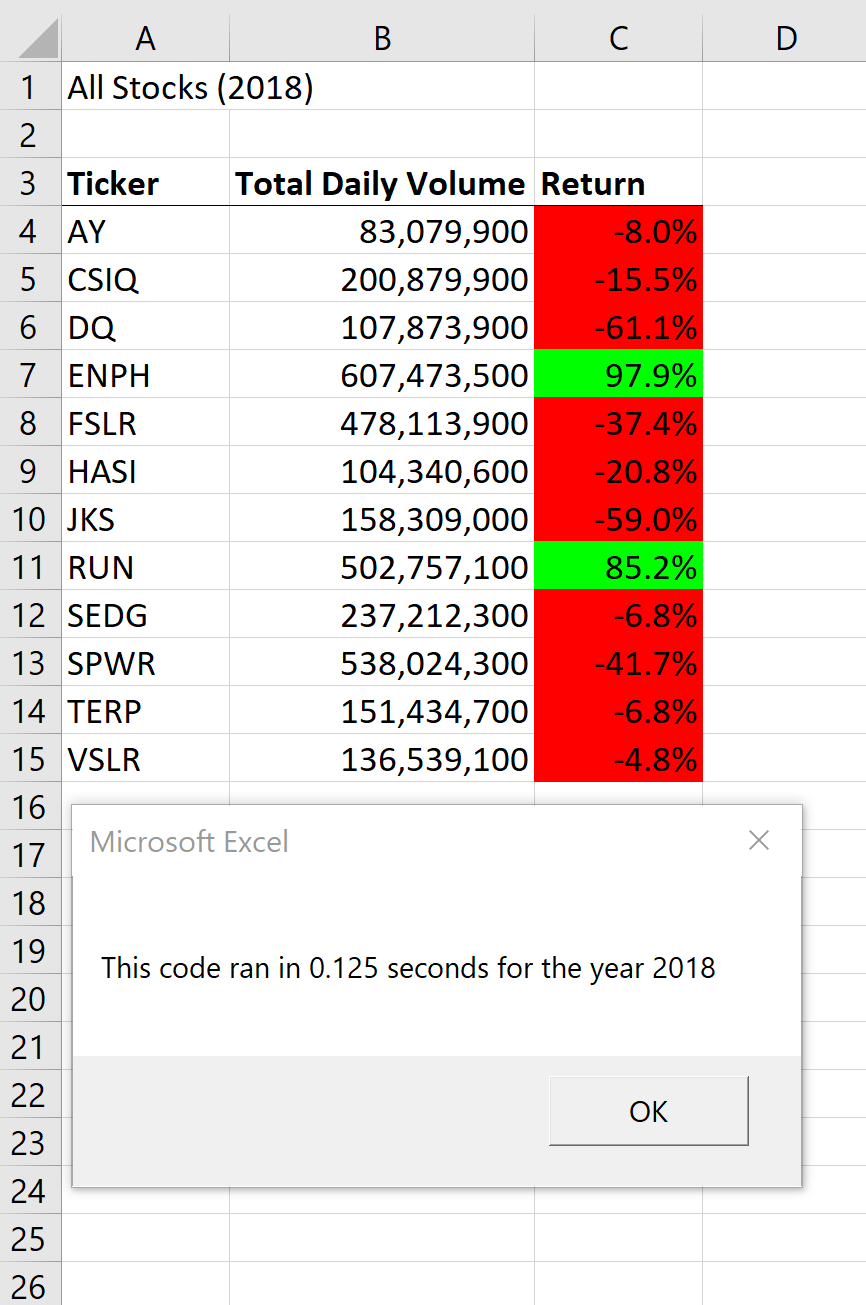 A B C D
1 All Stocks (2018)
2
3 Ticker Total Daily Volume Return
4 AY 83,079,900 -8.0%
5 CSIQ 200,879,900 -15.5%
6 DQ 107,873,900 -61.1%
7 ENPH 607,473,500 97.9%
8 FSLR 478,113,900 -37.4%
9 HASI 104,340,600 -20.8%
10 JKS 158,309,000 -59.0%
11 RUN 502,757,100 85.2%
12 SEDG 237,212,300 -6.8%
13 SPWR 538,024,300 -41.7%
14 TERP 151,434,700 -6.8%
15 VSLR 136,539,100 -4.8%
16
17 Microsoft Excel
18
19 This code ran in 0.125 seconds for the year 2018
20
21
22 OK
23
24
25
26